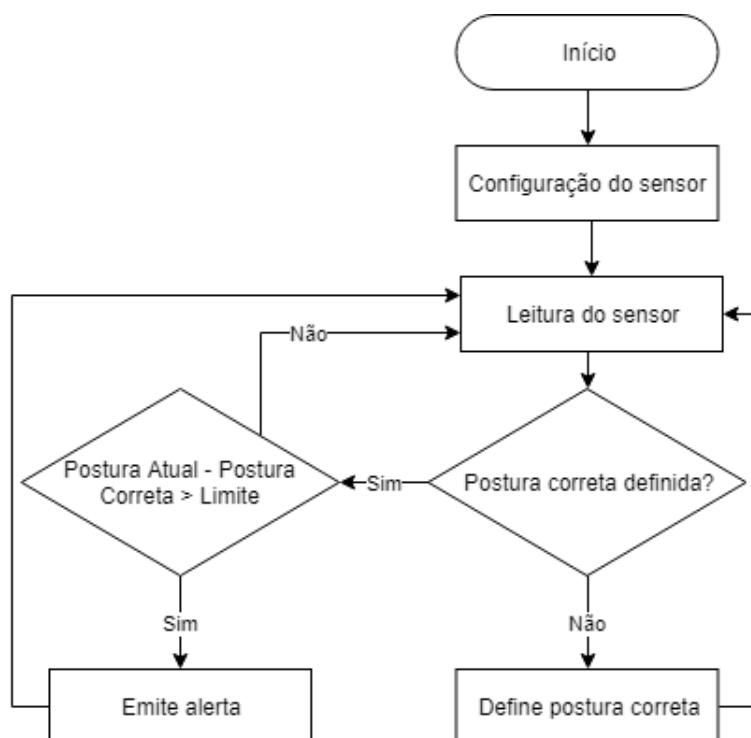 Início
Configuração do sensor
Leitura do sensor
Não
Postura Atual - Postura
Correta > Limite
Sim
Postura correta definida?
Sim
Não
Emite alerta
Define postura correta